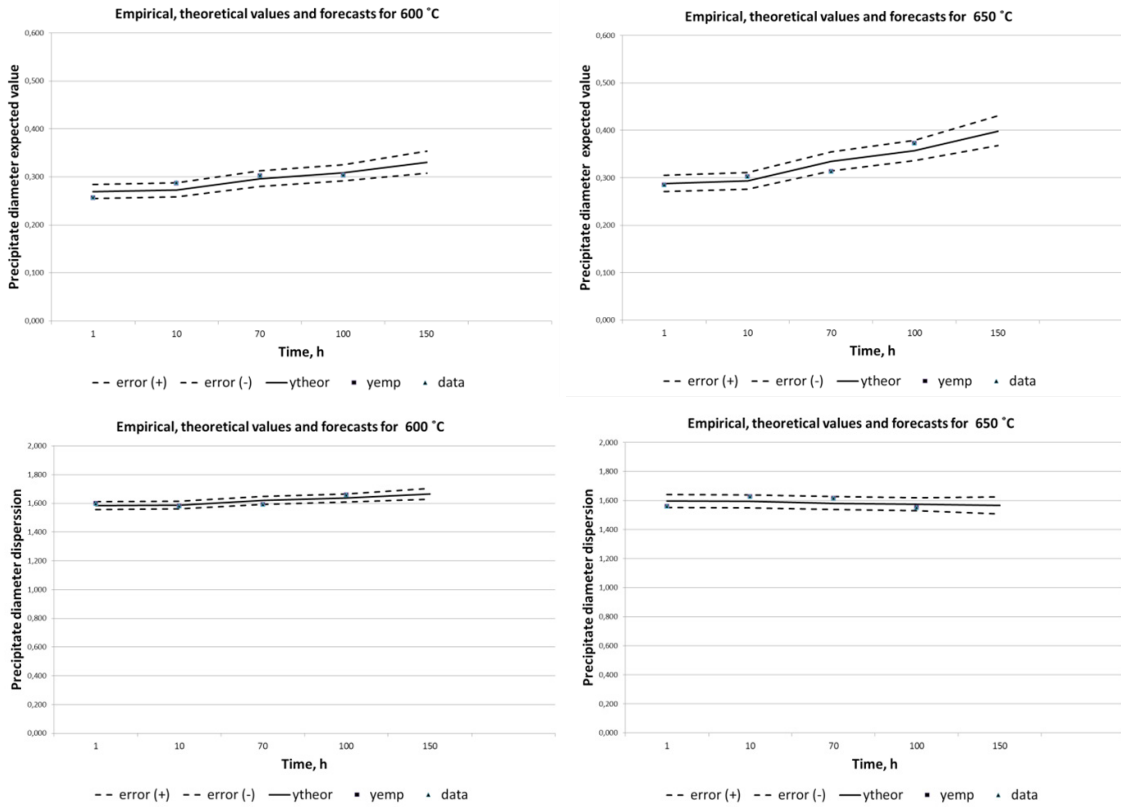 Empirical, theoretical values and forecasts for 600 ˚C
Precipitate diameter expected value
0,600
0,500
0,400
0,300
0,200
0,100
0,000
1 10 70 100 150
Time, h
error (+) error (-) ytheor yemp data
Empirical, theoretical values and forecasts for 650 ˚C
Precipitate diameter expected value
0,600
0,500
0,400
0,300
0,200
0,100
0,000
1 10 70 100 150
Time, h
error (+) error (-) ytheor yemp data
Empirical, theoretical values and forecasts for 600 ˚C
Precipitate diameter disperssion
2,000
1,800
1,600
1,400
1,200
1,000
0,800
0,600
0,400
0,200
0,000
1 10 70 100 150
Time, h
error (+) error (-) ytheor yemp data
Empirical, theoretical values and forecasts for 650 ˚C
Precipitate diameter dispersion
2,000
1,800
1,600
1,400
1,200
1,000
0,800
0,600
0,400
0,200
0,000
1 10 70 100 150
Time, h
error (+) error (-) ytheor yemp data